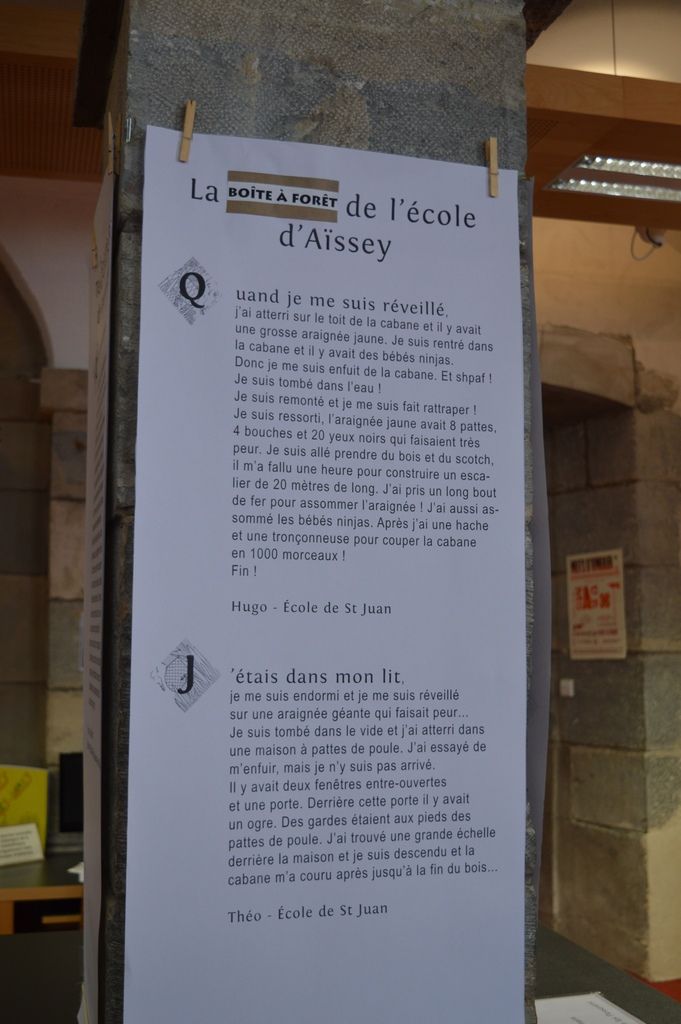 La BOÎTE À FORÊT de l'école
d'Aïssey
Quand je me suis réveillé,
j'ai atterri sur le toit de la cabane et il y avait
une grosse araignée jaune. Je suis rentré dans
la cabane et il y avait des bébés ninjas.
Donc je me suis enfuit de la cabane. Et shpaf !
Je suis tombé dans l'eau !
Je suis remonté et je me suis fait rattraper !
Je suis ressorti, l'araignée jaune avait 8 pattes,
4 bouches et 20 yeux noirs qui faisaient très
peur. Je suis allé prendre du bois et du scotch,
il m'a fallu une heure pour construire un esca-
lier de 20 mètres de long. J'ai pris un long bout
de fer pour assommer l'araignée ! J'ai aussi as-
sommé les bébés ninjas. Après j'ai une hache
et une tronçonneuse pour couper la cabane
en 1000 morceaux !
Fin !
Hugo - École de St Juan
J'étais dans mon lit,
je me suis endormi et je me suis réveillé
sur une araignée géante qui faisait peur...
Je suis tombé dans le vide et j'ai atterri dans
une maison à pattes de poule. J'ai essayé de
m'enfuir, mais je n'y suis pas arrivé.
Il y avait deux fenêtres entre-ouvertes
et une porte. Derrière cette porte il y avait
un ogre. Des gardes étaient aux pieds des
pattes de poule. J'ai trouvé une grande échelle
derrière la maison et je suis descendu et la
cabane m'a couru après jusqu'à la fin du bois...
Théo - École de St Juan